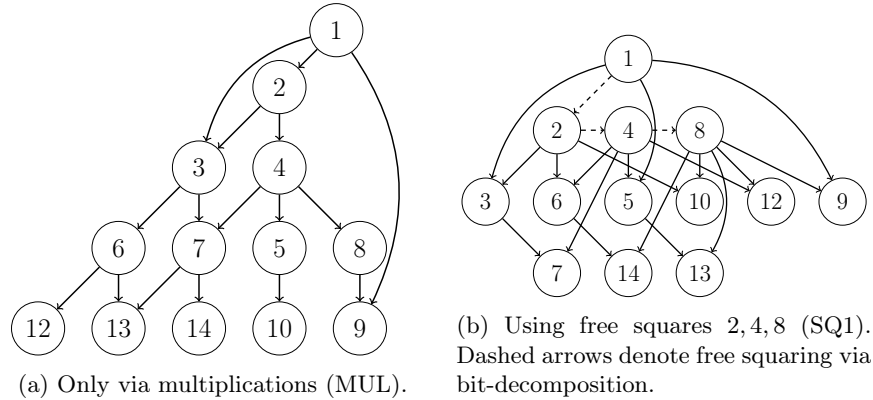 1
2
3 4
6 7 5 8
12 13 14 10 9
(a) Only via multiplications (MUL).
1
2 4 8
3 6 5 10 12 9
7 14 13
(b) Using free squares 2, 4, 8 (SQ1).
Dashed arrows denote free squaring via
bit-decomposition.